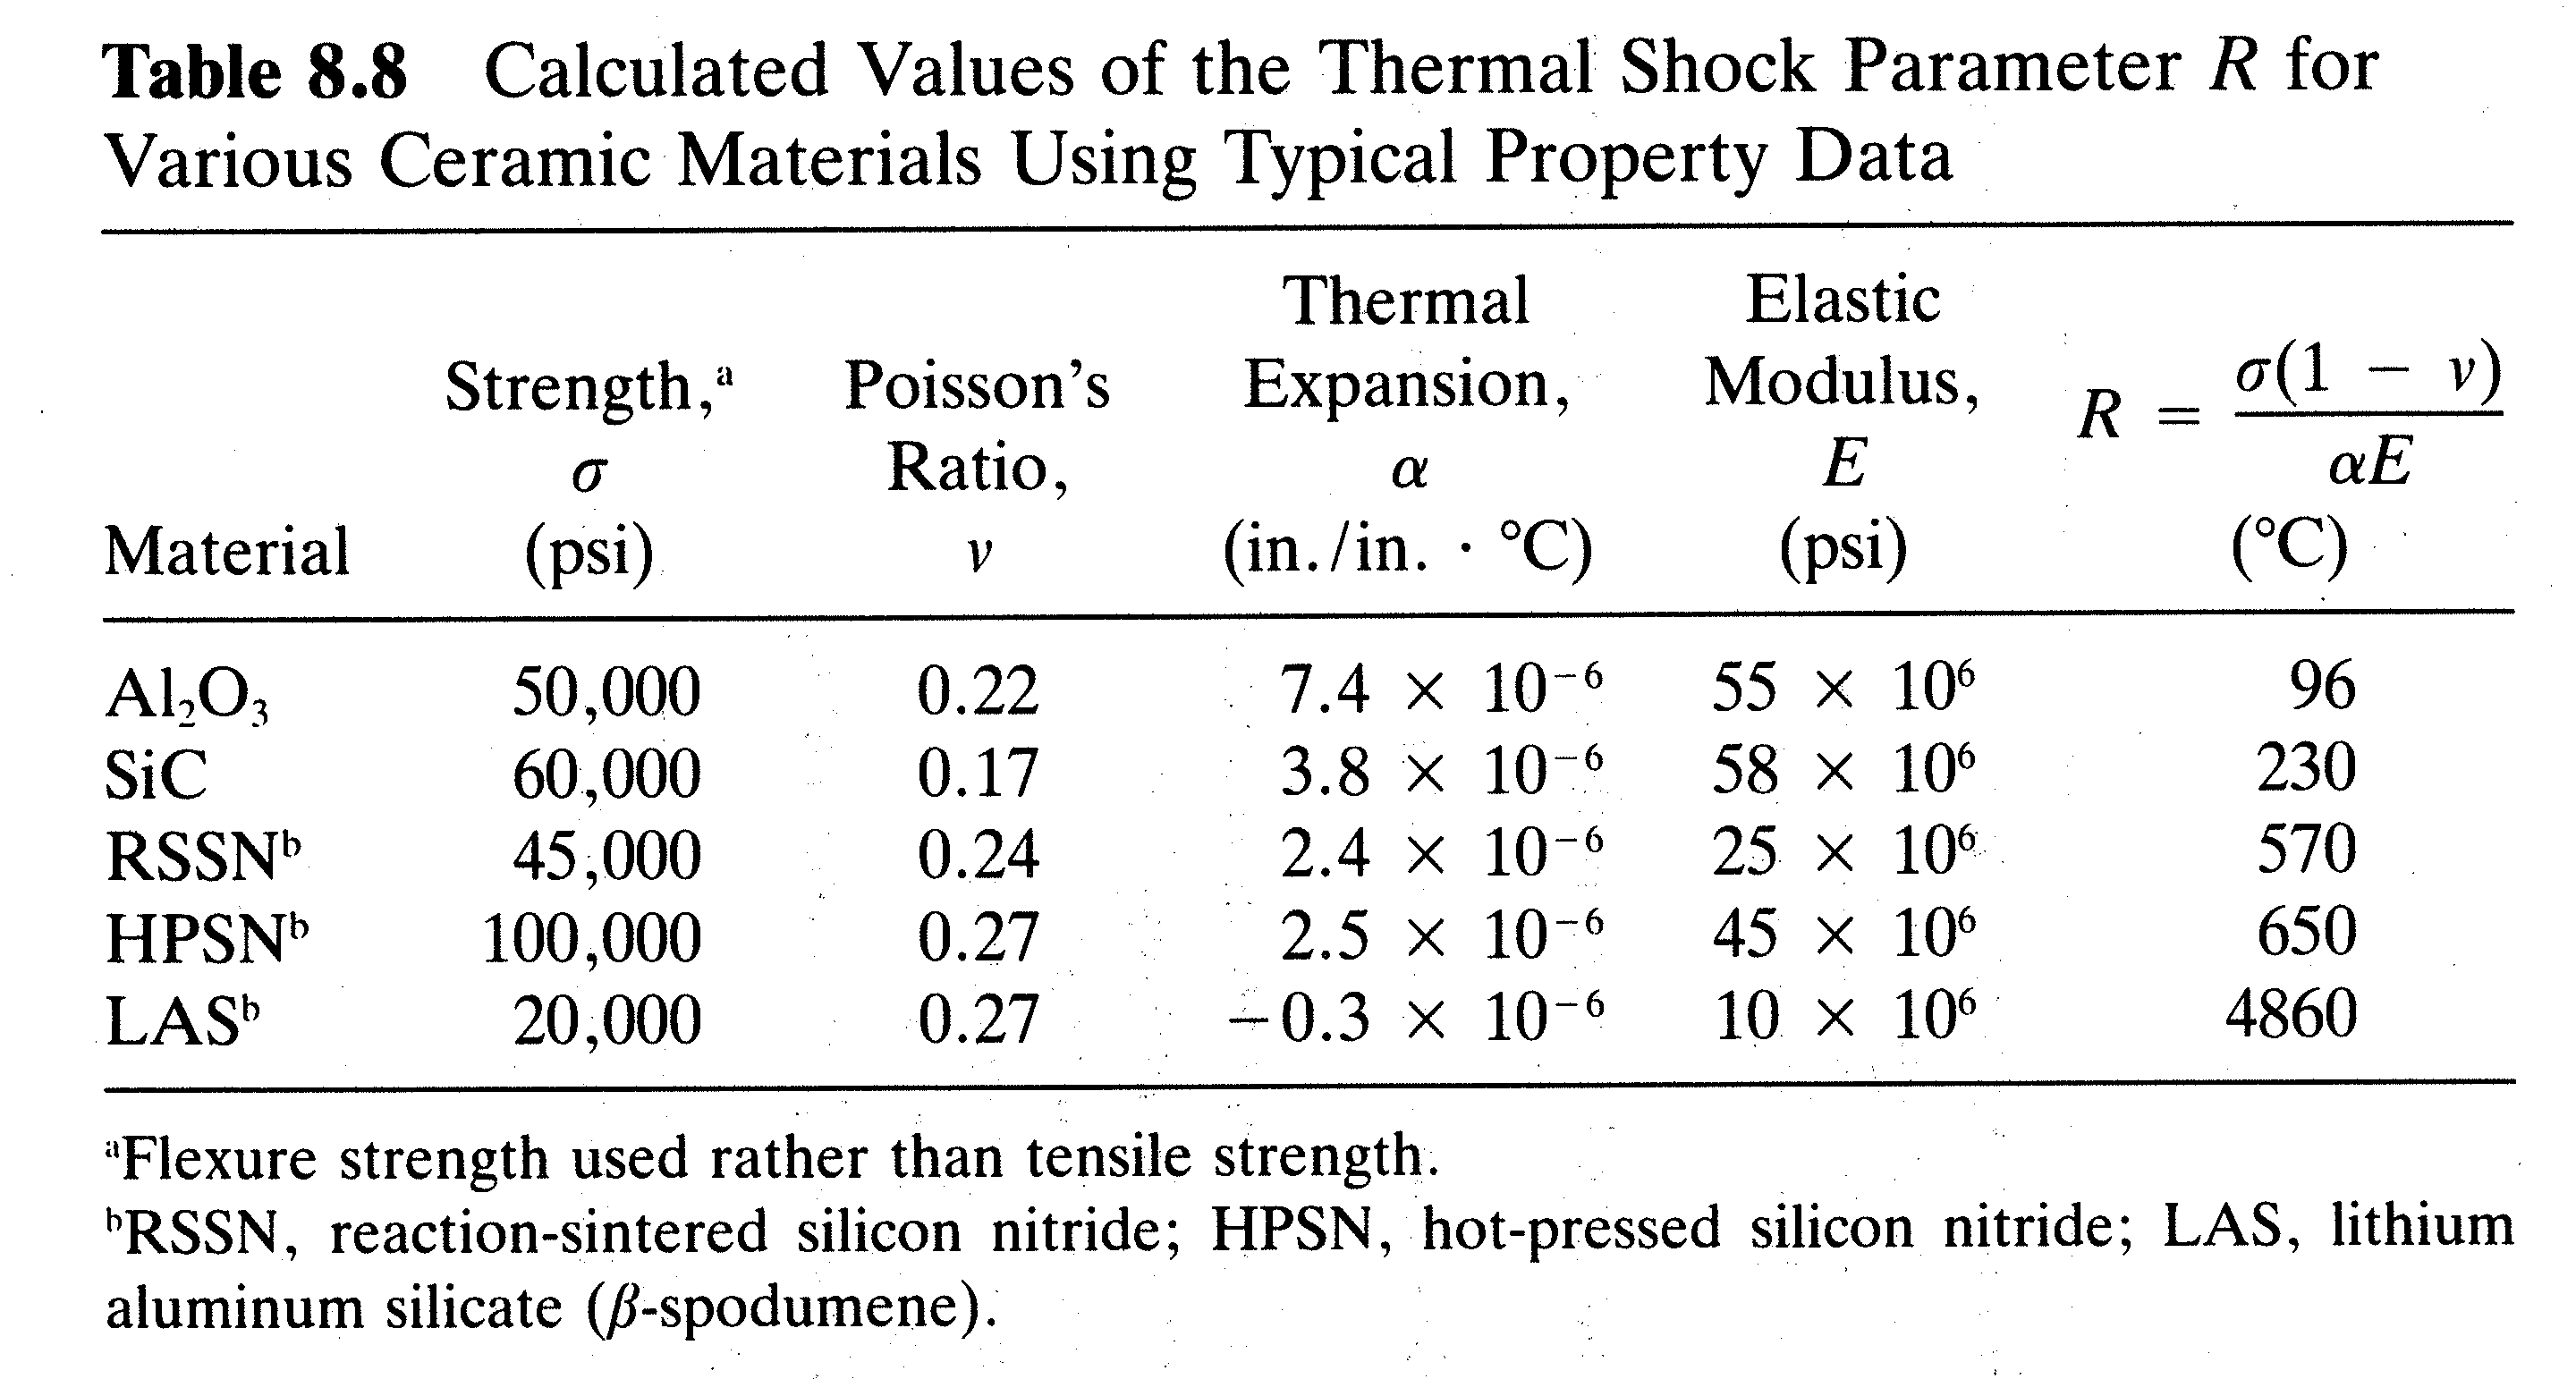 Table 8.8 Calculated Values of the Thermal Shock Parameter R for
Various Ceramic Materials Using Typical Property Data
Thermal Elastic
Strength,ᵃ Poisson’s Expansion, Modulus, R = σ(1 − ν)/αE
σ Ratio, α E
Material (psi) ν (in./in. · °C) (psi) (°C)
Al₂O₃ 50,000 0.22 7.4 × 10⁻⁶ 55 × 10⁶ 96
SiC 60,000 0.17 3.8 × 10⁻⁶ 58 × 10⁶ 230
RSSNᵇ 45,000 0.24 2.4 × 10⁻⁶ 25 × 10⁶ 570
HPSNᵇ 100,000 0.27 2.5 × 10⁻⁶ 45 × 10⁶ 650
LASᵇ 20,000 0.27 −0.3 × 10⁻⁶ 10 × 10⁶ 4860
ᵃFlexure strength used rather than tensile strength.
ᵇRSSN, reaction-sintered silicon nitride; HPSN, hot-pressed silicon nitride; LAS, lithium
aluminum silicate (β-spodumene).